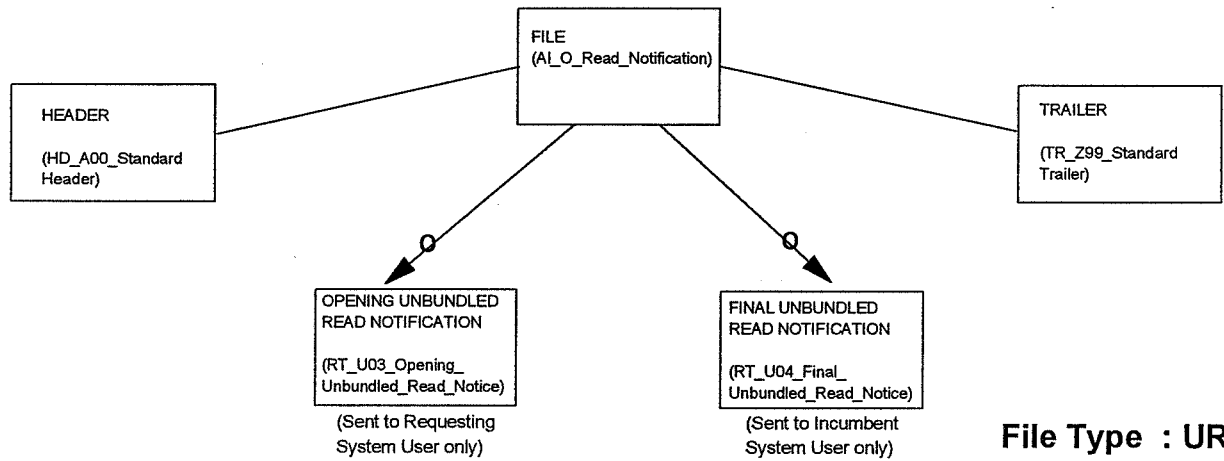 FILE
(AI_O_Read_Notification)
HEADER
(HD_A00_Standard
Header)
TRAILER
(TR_Z99_Standard
Trailer)
O
O
OPENING UNBUNDLED
READ NOTIFICATION
(RT_U03_Opening_
Unbundled_Read_Notice)
(Sent to Requesting
System User only)
FINAL UNBUNDLED
READ NOTIFICATION
(RT_U04_Final_
Unbundled_Read_Notice)
(Sent to Incumbent
System User only)
File Type : UR